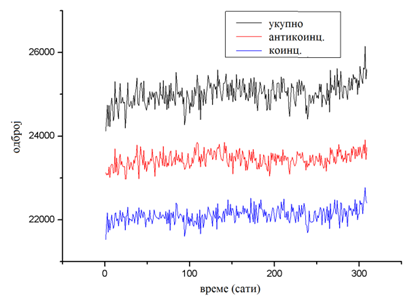 укупно
антикоинц.
коинц.
26000
24000
22000
одброј
0
100
200
300
време (сати)